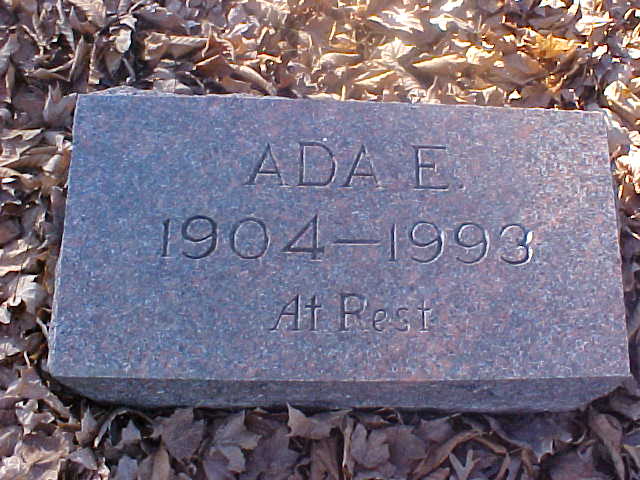 ADA E.
1904—1993
At Rest